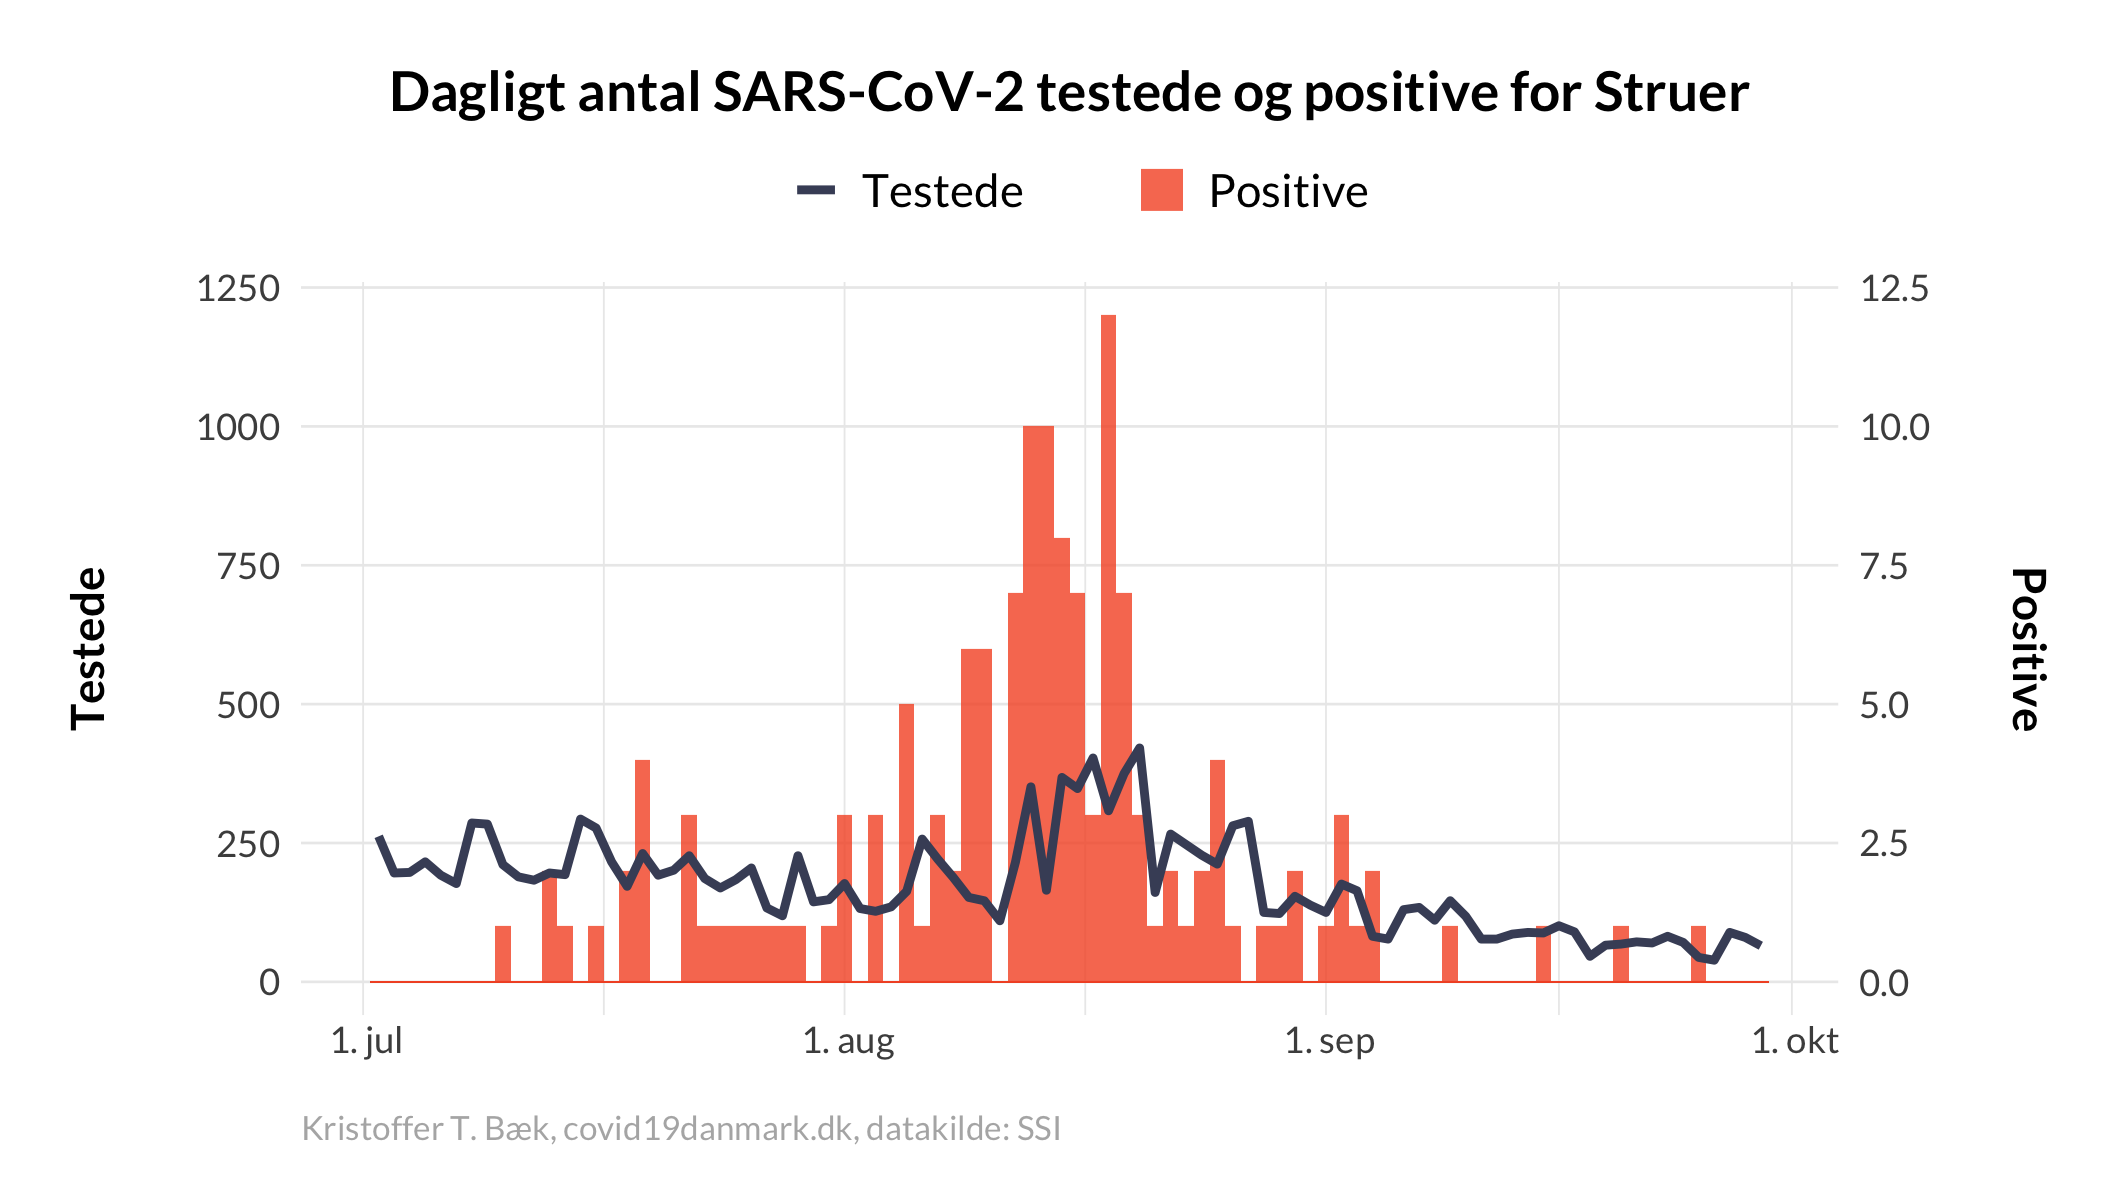 Dagligt antal SARS-CoV-2 testede og positive for Struer
Testede Positive
1250 12.5
1000 10.0
750 7.5
500 5.0
250 2.5
0 0.0
Testede
Positive
1. jul 1. aug 1. sep 1. okt
Kristoffer T. Bæk, covid19danmark.dk, datakilde: SSI